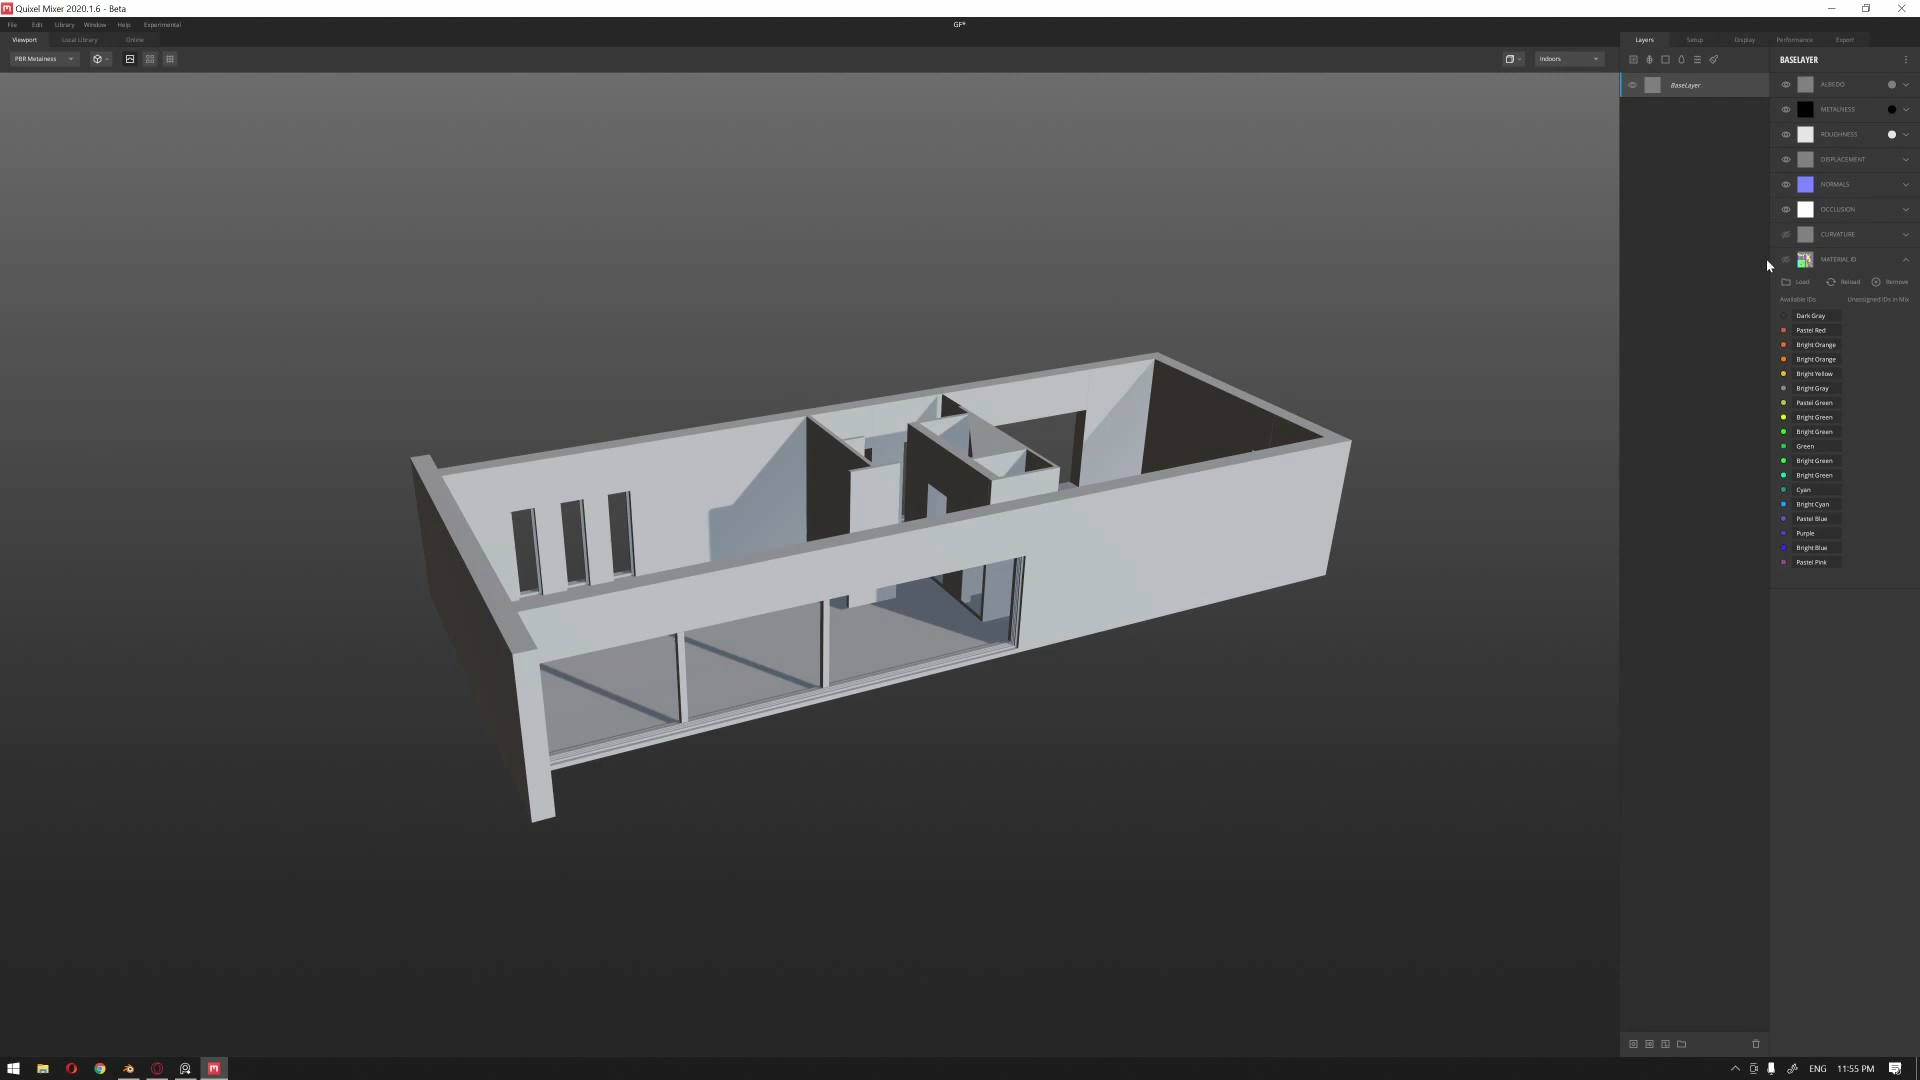 Quixel Mixer 2020.1.6 - Beta
File Edit Library Window Help Experimental
GF*
Viewport Local Library Online
Layers Setup Display Performance Export
PBR Metalness
Indoors
BaseLayer
BASELAYER
ALBEDO
METALNESS
ROUGHNESS
DISPLACEMENT
NORMALS
OCCLUSION
CURVATURE
MATERIAL ID
Load Reload Remove
Available IDs Unassigned IDs in Mix
Dark Gray
Pastel Red
Bright Orange
Bright Orange
Bright Yellow
Bright Gray
Pastel Green
Bright Green
Bright Green
Green
Bright Green
Bright Green
Cyan
Bright Cyan
Pastel Blue
Purple
Bright Blue
Pastel Pink
ENG 11:55 PM